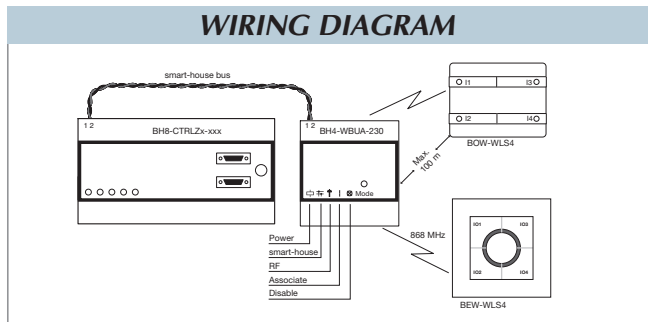 WIRING DIAGRAM
smart-house bus
1 2
BH8-CTRLZx-xxx
1 2
BH4-WBUA-230
Mode
Power
smart-house
RF
Associate
Disable
I1
I3
I2
I4
BOW-WLS4
Max.
100 m
868 MHz
IO1
IO3
IO2
IO4
BEW-WLS4